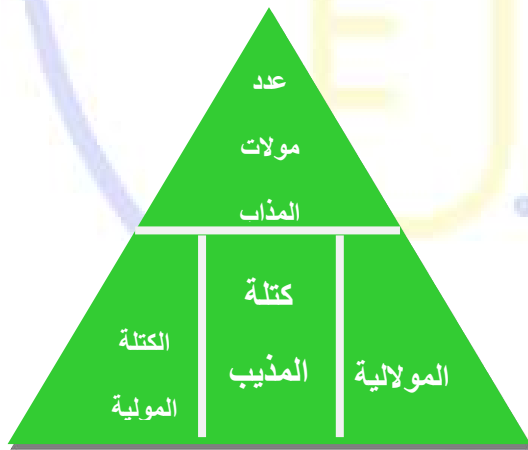 عدد
مولات
المذاب
المولالية
كتلة
المذيب
الكتلة
المولية